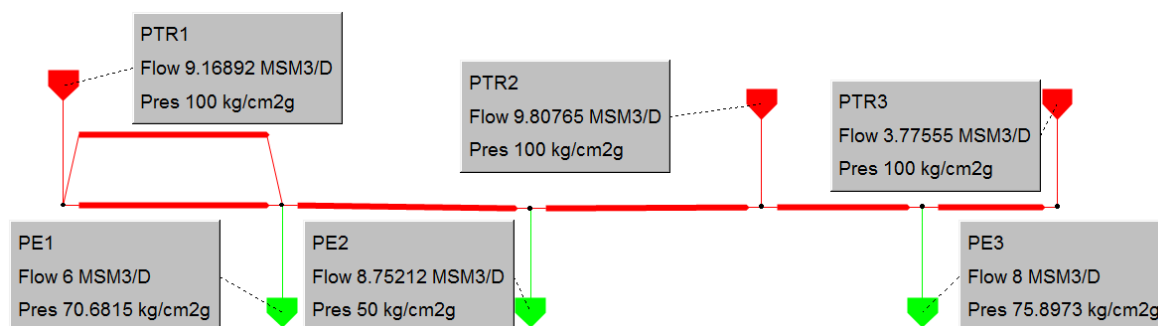 PTR1
Flow 9.16892 MSM3/D
Pres 100 kg/cm2g
PTR2
Flow 9.80765 MSM3/D
Pres 100 kg/cm2g
PTR3
Flow 3.77555 MSM3/D
Pres 100 kg/cm2g
PE1
Flow 6 MSM3/D
Pres 70.6815 kg/cm2g
PE2
Flow 8.75212 MSM3/D
Pres 50 kg/cm2g
PE3
Flow 8 MSM3/D
Pres 75.8973 kg/cm2g